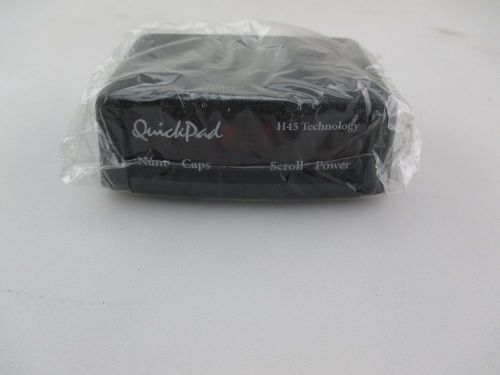 QuickPad H45 Technology
Num Caps Scroll Power